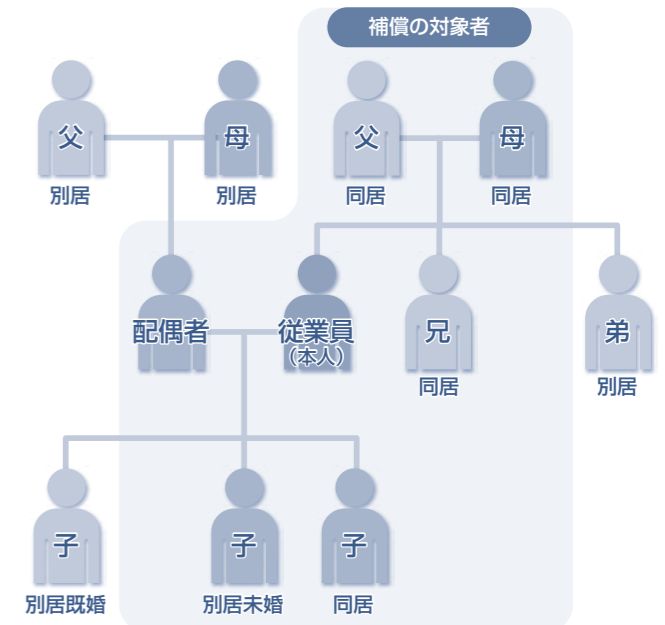 補償の対象者
父
母
父
母
別居
別居
同居
同居
配偶者
従業員
（本人）
兄
弟
同居
別居
子
子
子
別居既婚
別居未婚
同居